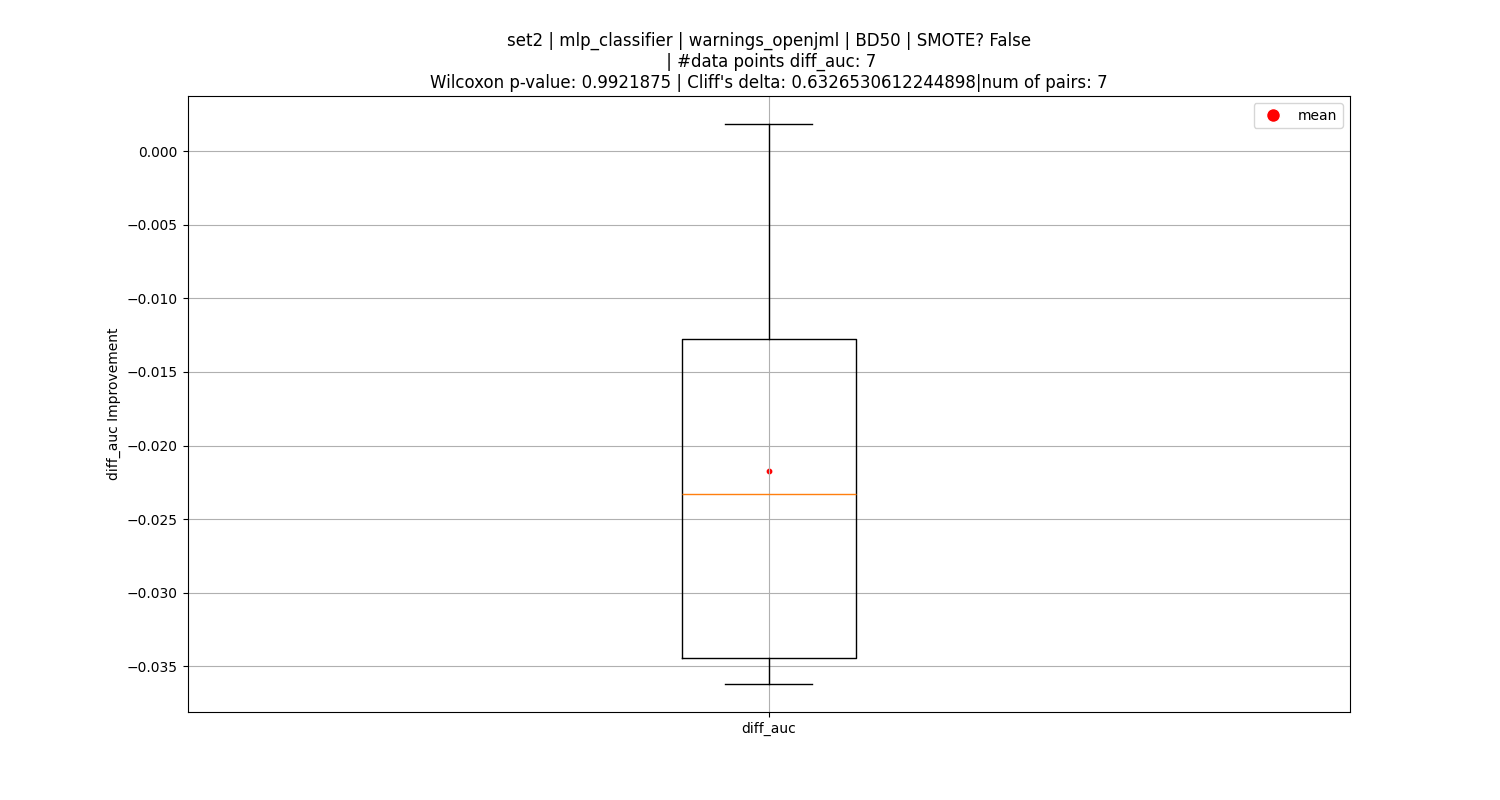 set2 | mlp_classifier | warnings_openjml | BD50 | SMOTE? False
| #data points diff_auc: 7
Wilcoxon p-value: 0.9921875 | Cliff's delta: 0.6326530612244898|num of pairs: 7
mean
0.000
−0.005
−0.010
−0.015
−0.020
−0.025
−0.030
−0.035
diff_auc Improvement
diff_auc